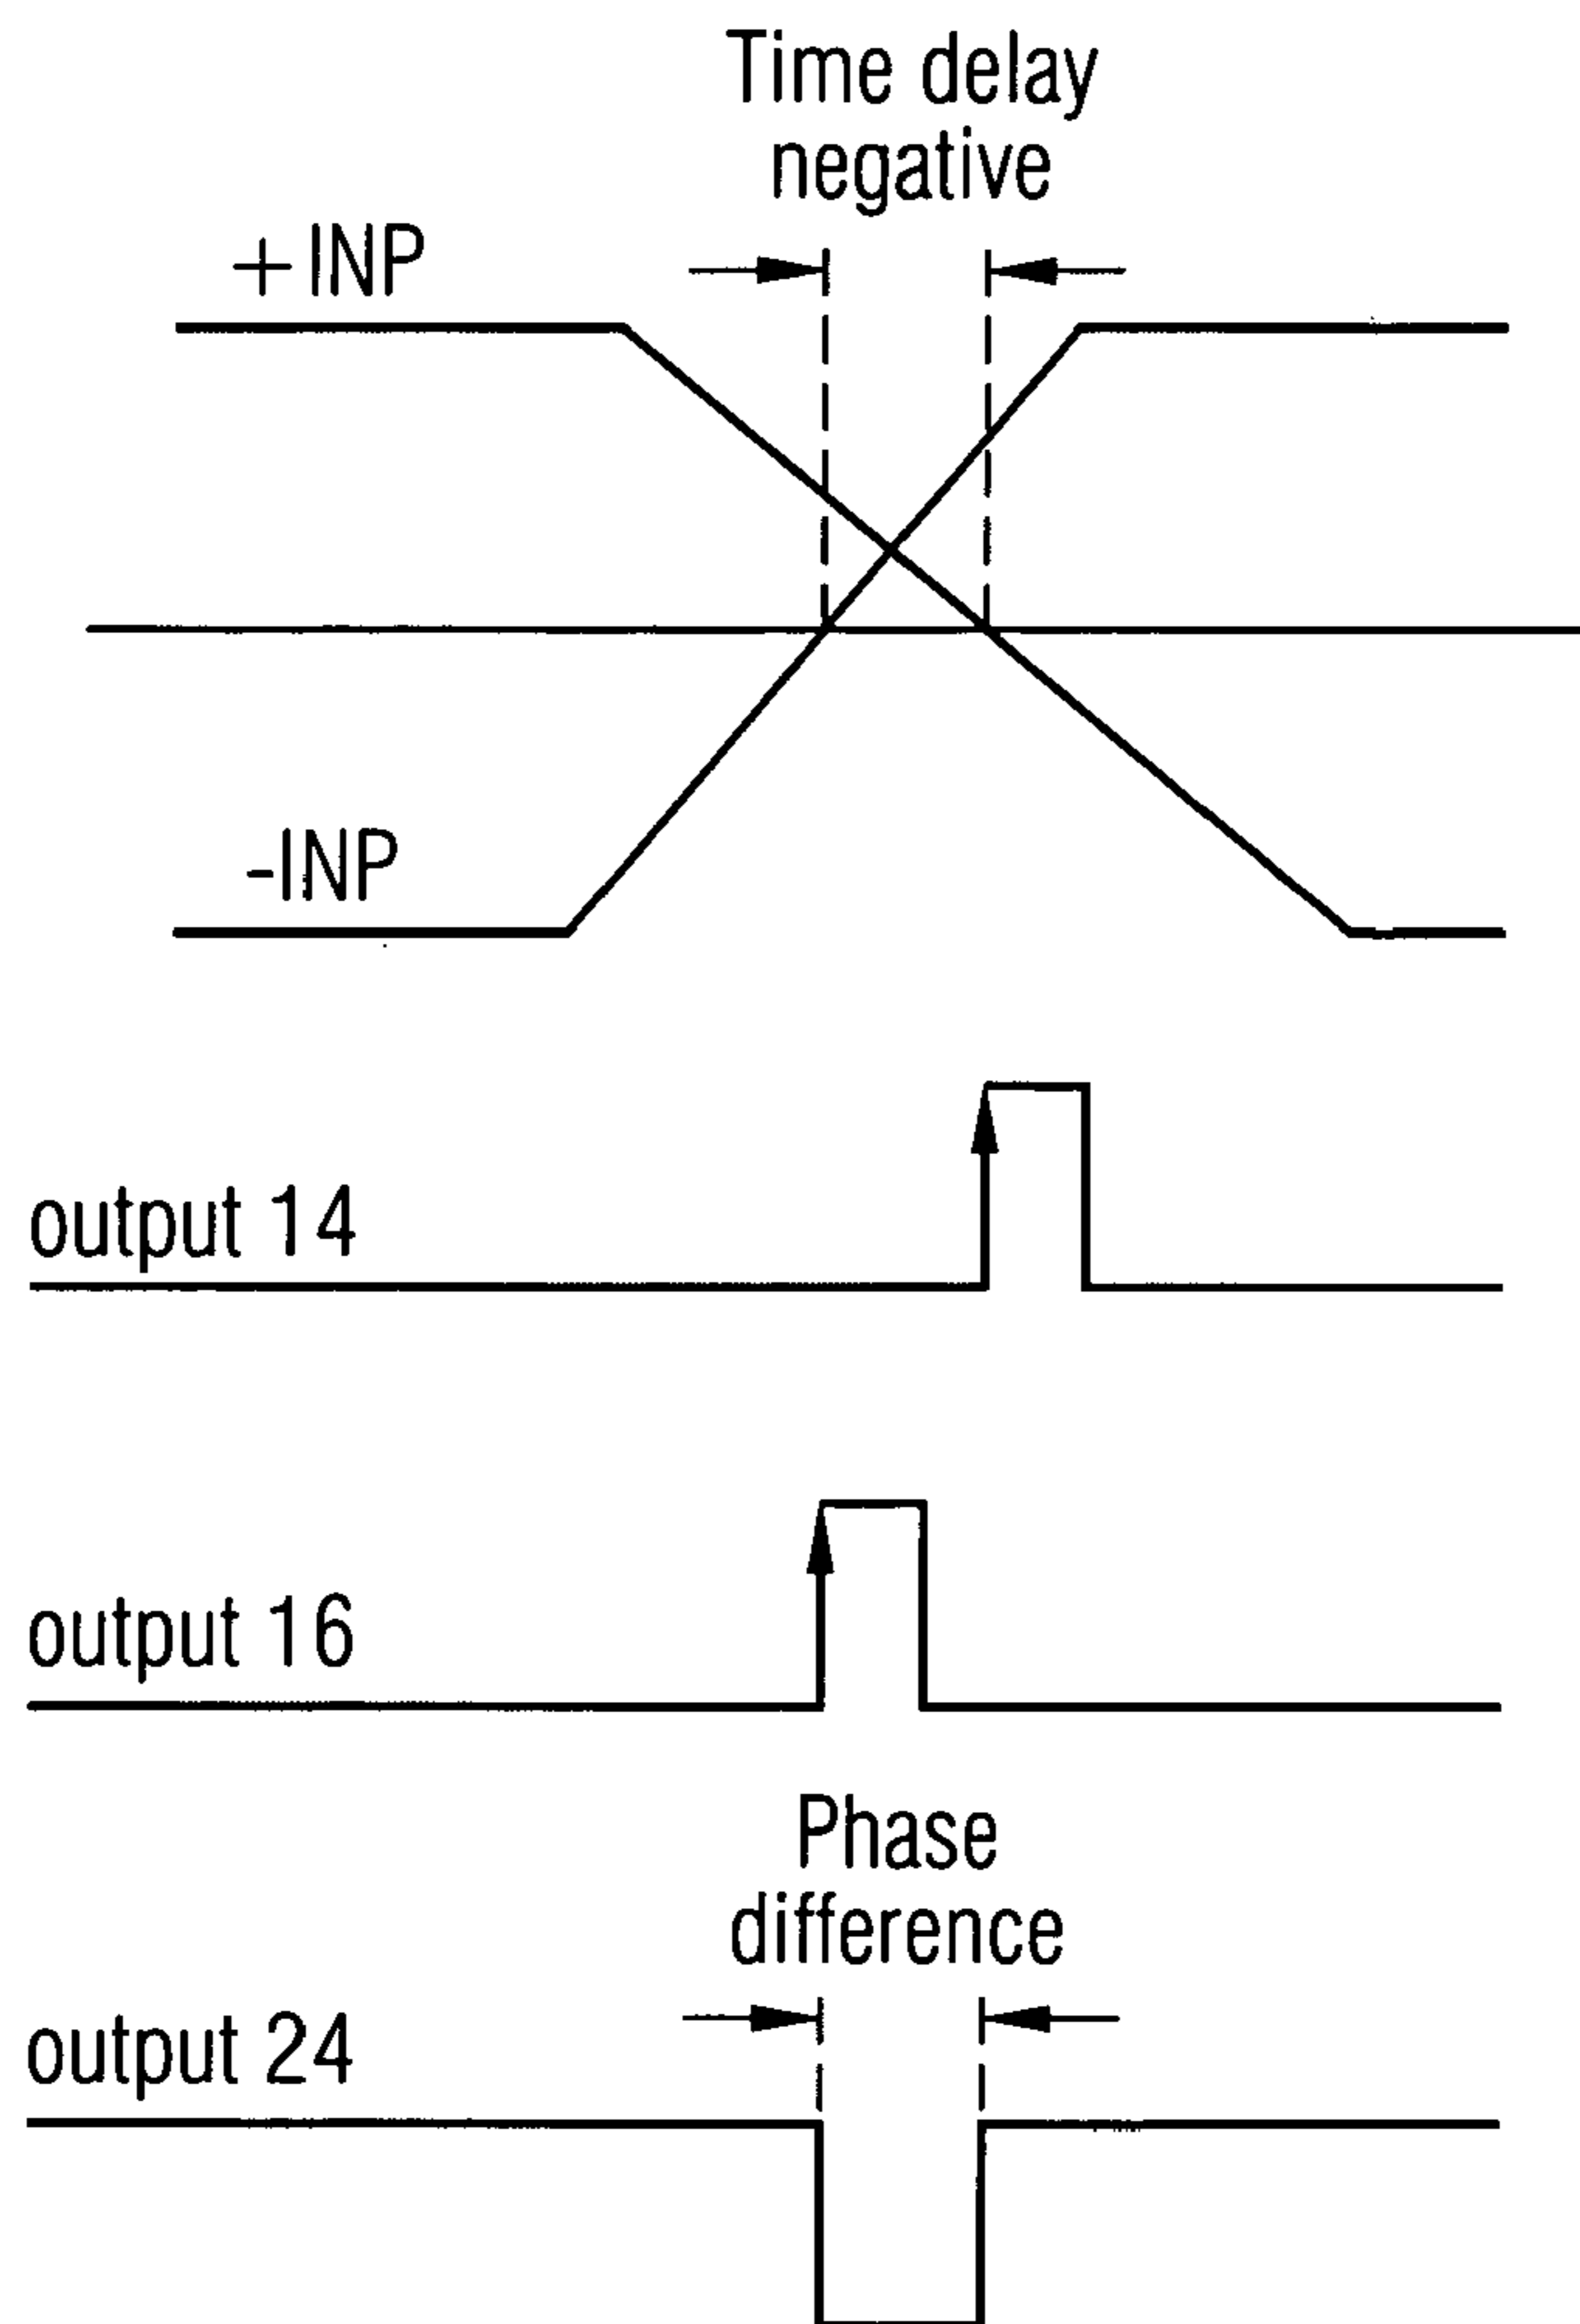 Time delay
negative
+INP
-INP
output 14
output 16
Phase
difference
output 24